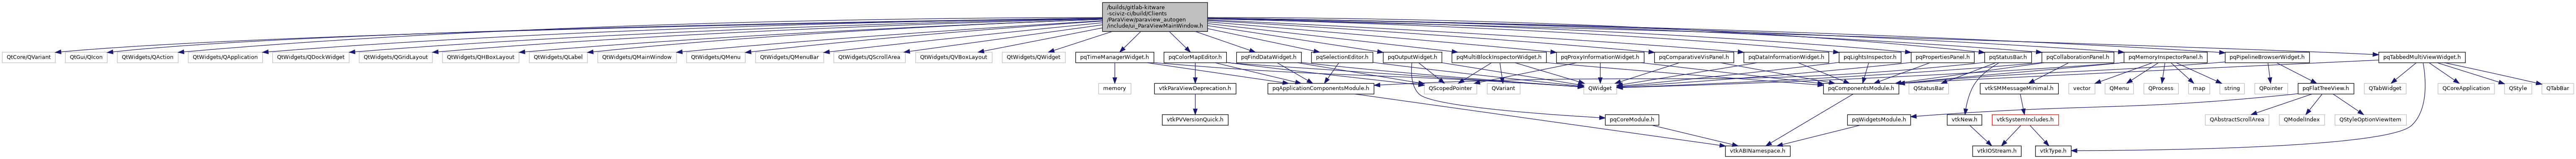 /builds/gitlab-kitware
-sciviz-ci/build/Clients
/ParaView/paraview_autogen
/include/ui_ParaViewMainWindow.h
QtCore/QVariant
QtGui/QIcon
QtWidgets/QAction
QtWidgets/QApplication
QtWidgets/QDockWidget
QtWidgets/QGridLayout
QtWidgets/QHBoxLayout
QtWidgets/QLabel
QtWidgets/QMainWindow
QtWidgets/QMenu
QtWidgets/QMenuBar
QtWidgets/QScrollArea
QtWidgets/QVBoxLayout
QtWidgets/QWidget
pqTimeManagerWidget.h
pqColorMapEditor.h
pqFindDataWidget.h
pqSelectionEditor.h
pqOutputWidget.h
pqMultiBlockInspectorWidget.h
pqProxyInformationWidget.h
pqComparativeVisPanel.h
pqDataInformationWidget.h
pqLightsInspector.h
pqPropertiesPanel.h
pqStatusBar.h
pqCollaborationPanel.h
pqMemoryInspectorPanel.h
pqPipelineBrowserWidget.h
pqTabbedMultiViewWidget.h
memory
vtkParaViewDeprecation.h
pqApplicationComponentsModule.h
QScopedPointer
QVariant
QWidget
pqComponentsModule.h
QStatusBar
vtkSMMessageMinimal.h
vector
QMenu
QProcess
map
string
QPointer
pqFlatTreeView.h
QTabWidget
QCoreApplication
QStyle
QTabBar
vtkPVVersionQuick.h
pqCoreModule.h
pqWidgetsModule.h
vtkNew.h
vtkSystemIncludes.h
QAbstractScrollArea
QModelIndex
QStyleOptionViewItem
vtkABINamespace.h
vtkIOStream.h
vtkType.h